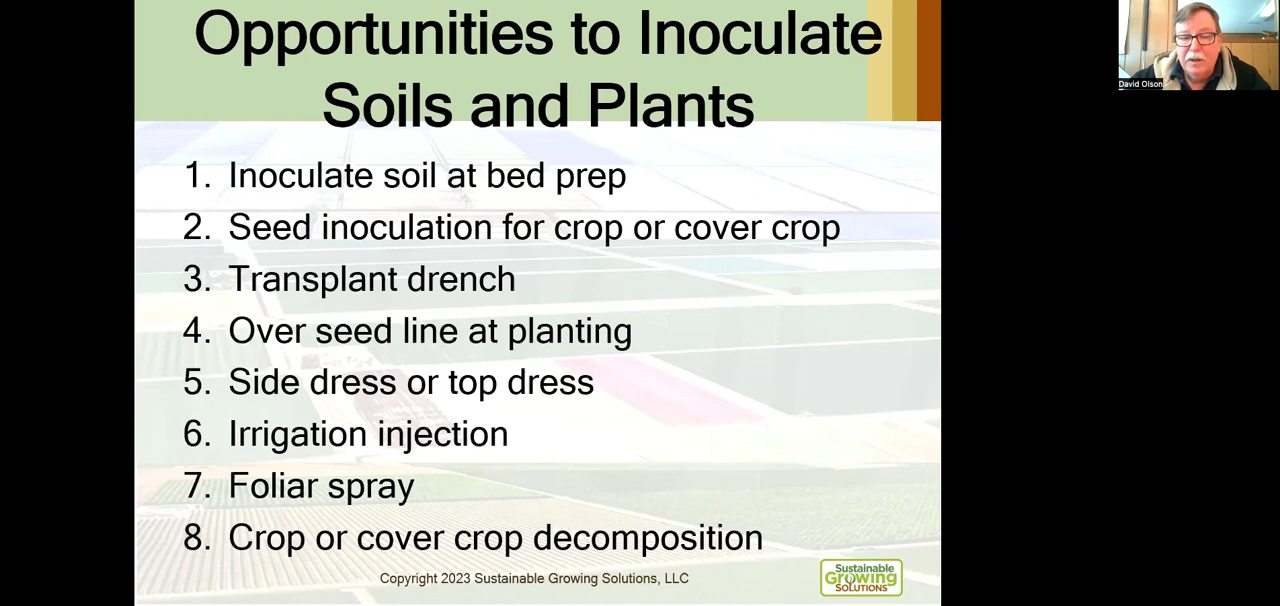 Opportunities to Inoculate
Soils and Plants
David Olson
1. Inoculate soil at bed prep
2. Seed inoculation for crop or cover crop
3. Transplant drench
4. Over seed line at planting
5. Side dress or top dress
6. Irrigation injection
7. Foliar spray
8. Crop or cover crop decomposition
Copyright 2023 Sustainable Growing Solutions, LLC
Sustainable
Growing
SOLUTIONS